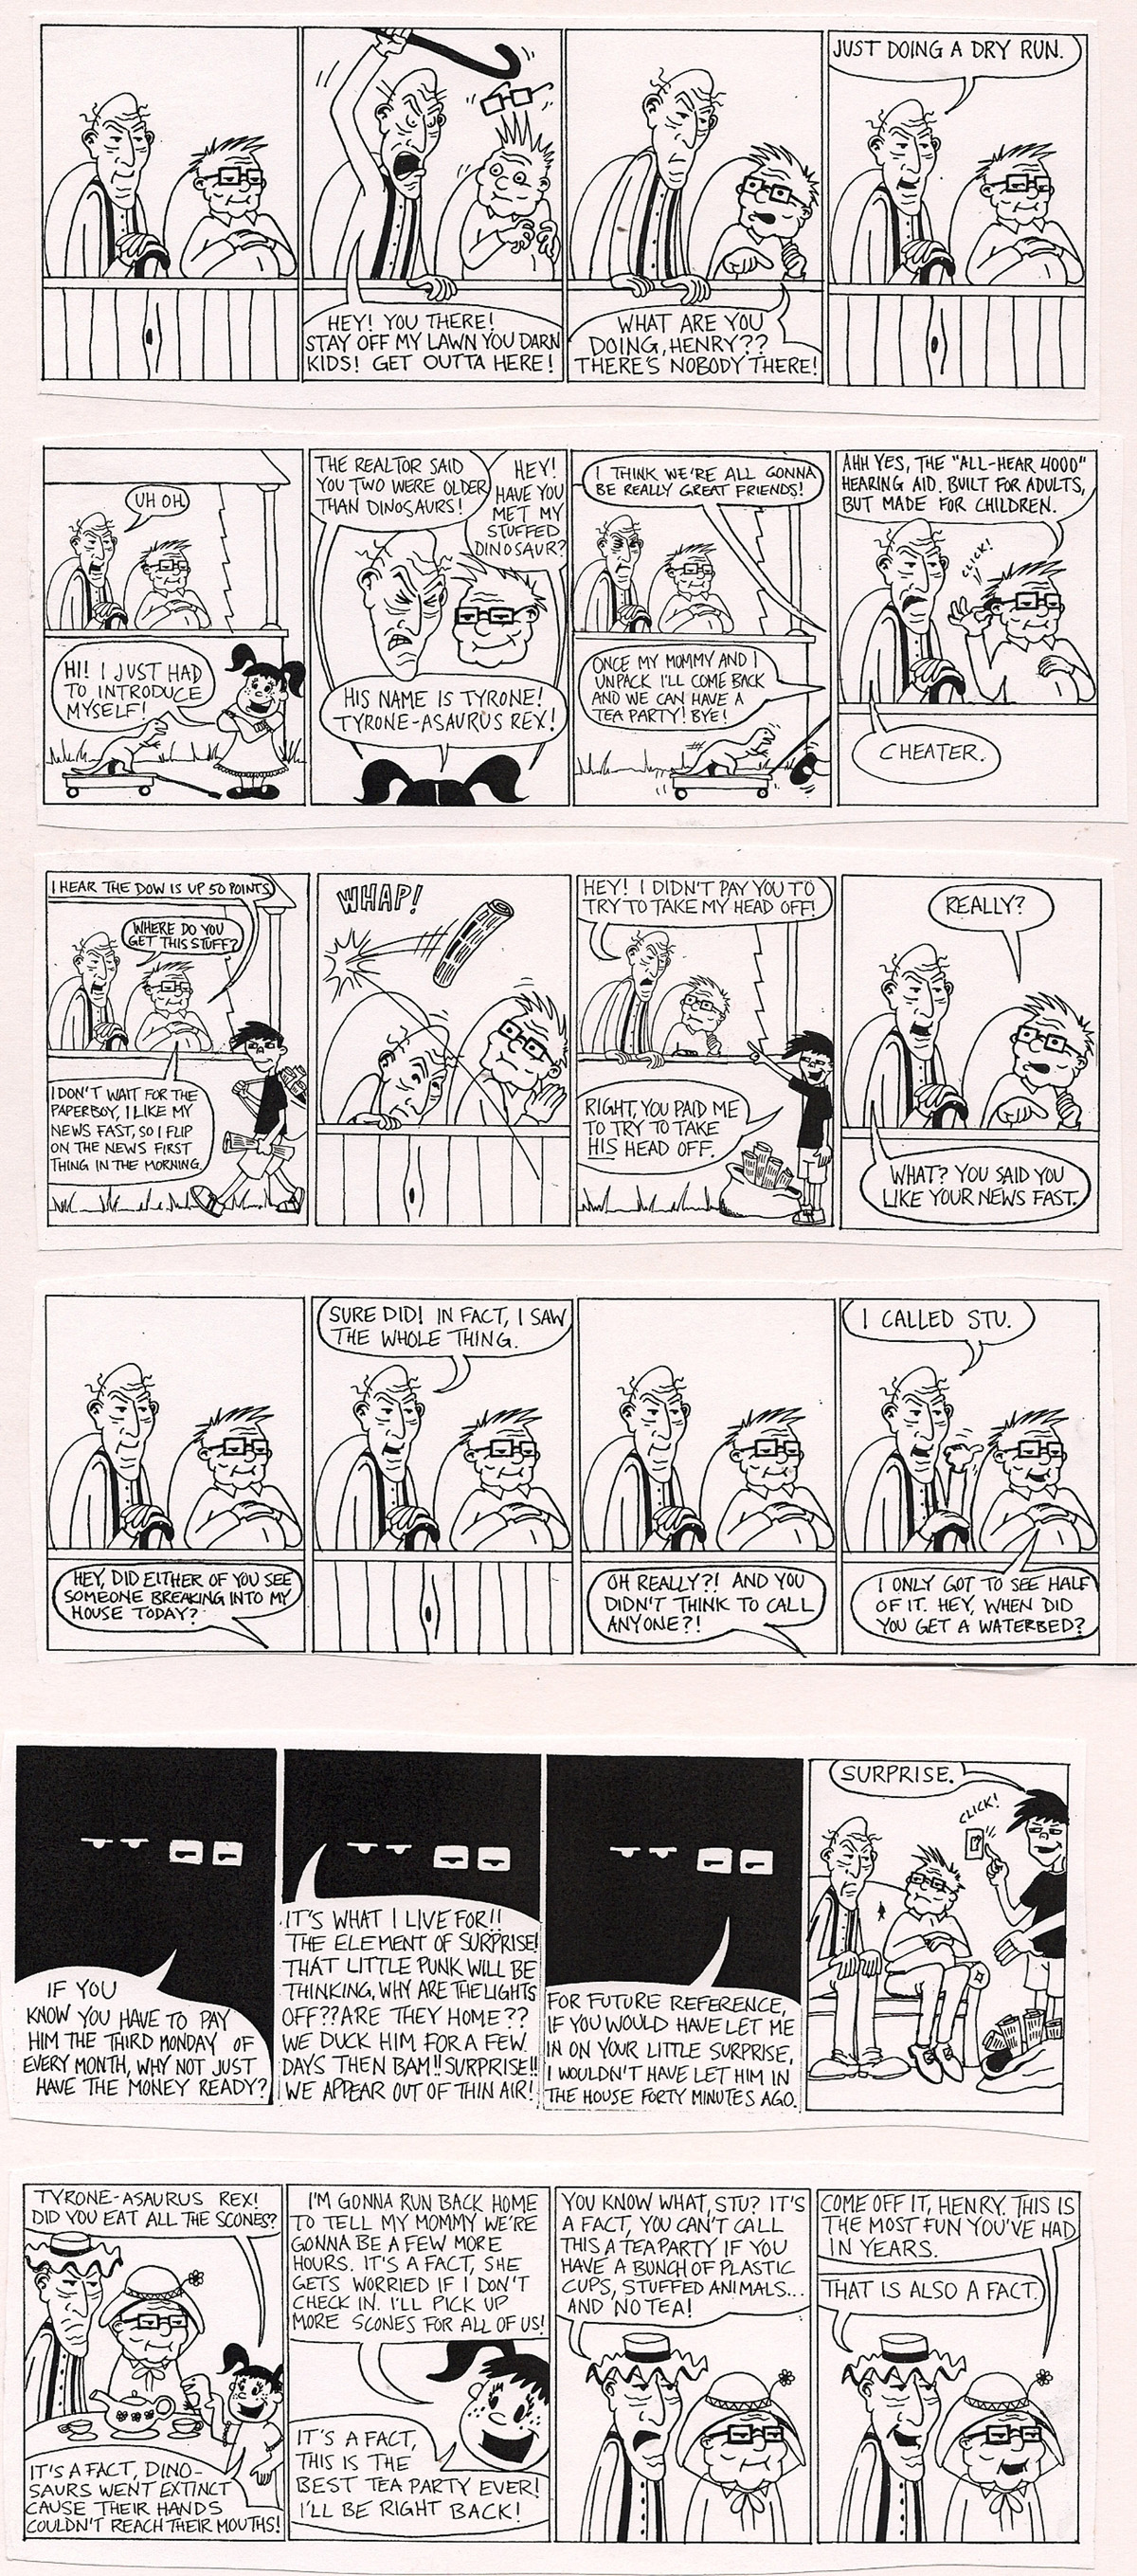 HEY! YOU THERE!
STAY OFF MY LAWN YOU DARN
KIDS! GET OUTTA HERE!
WHAT ARE YOU
DOING, HENRY??
THERE'S NOBODY THERE!
JUST DOING A DRY RUN.
UH OH.
HI! I JUST HAD
TO INTRODUCE
MYSELF!
THE REALTOR SAID
YOU TWO WERE OLDER
THAN DINOSAURS!
HEY!
HAVE YOU
MET MY
STUFFED
DINOSAUR?
HIS NAME IS TYRONE!
TYRONE-ASAURUS REX!
I THINK WE'RE ALL GONNA
BE REALLY GREAT FRIENDS!
ONCE MY MOMMY AND I
UNPACK I'LL COME BACK
AND WE CAN HAVE A
TEA PARTY! BYE!
AHH YES, THE "ALL-HEAR 4000"
HEARING AID. BUILT FOR ADULTS,
BUT MADE FOR CHILDREN.
CLICK!
CHEATER.
I HEAR THE DOW IS UP 50 POINTS.
WHERE DO YOU
GET THIS STUFF?
I DON'T WAIT FOR THE
PAPERBOY, I LIKE MY
NEWS FAST, SO I FLIP
ON THE NEWS FIRST
THING IN THE MORNING.
WHAP!
HEY! I DIDN'T PAY YOU TO
TRY TO TAKE MY HEAD OFF!
RIGHT, YOU PAID ME
TO TRY TO TAKE
HIS HEAD OFF.
REALLY?
WHAT? YOU SAID YOU
LIKE YOUR NEWS FAST.
HEY, DID EITHER OF YOU SEE
SOMEONE BREAKING INTO MY
HOUSE TODAY?
SURE DID! IN FACT, I SAW
THE WHOLE THING.
OH REALLY?! AND YOU
DIDN'T THINK TO CALL
ANYONE?!
I CALLED STU.
I ONLY GOT TO SEE HALF
OF IT. HEY, WHEN DID
YOU GET A WATERBED?
IF YOU
KNOW YOU HAVE TO PAY
HIM THE THIRD MONDAY OF
EVERY MONTH, WHY NOT JUST
HAVE THE MONEY READY?
IT'S WHAT I LIVE FOR!!
THE ELEMENT OF SURPRISE!
THAT LITTLE PUNK WILL BE
THINKING, WHY ARE THE LIGHTS
OFF?? ARE THEY HOME??
WE DUCK HIM FOR A FEW
DAYS THEN BAM!! SURPRISE!!
WE APPEAR OUT OF THIN AIR!
FOR FUTURE REFERENCE,
IF YOU WOULD HAVE LET ME
IN ON YOUR LITTLE SURPRISE,
I WOULDN'T HAVE LET HIM IN
THE HOUSE FORTY MINUTES AGO.
SURPRISE.
CLICK!
TYRONE-ASAURUS REX!
DID YOU EAT ALL THE SCONES?
IT'S A FACT, DINO-
SAURS WENT EXTINCT
CAUSE THEIR HANDS
COULDN'T REACH THEIR MOUTHS!
I'M GONNA RUN BACK HOME
TO TELL MY MOMMY WE'RE
GONNA BE A FEW MORE
HOURS. IT'S A FACT, SHE
GETS WORRIED IF I DON'T
CHECK IN. I'LL PICK UP
MORE SCONES FOR ALL OF US!
IT'S A FACT,
THIS IS THE
BEST TEA PARTY EVER!
I'LL BE RIGHT BACK!
YOU KNOW WHAT, STU? IT'S
A FACT, YOU CAN'T CALL
THIS A TEA PARTY IF YOU
HAVE A BUNCH OF PLASTIC
CUPS, STUFFED ANIMALS...
AND NO TEA!
COME OFF IT, HENRY. THIS IS
THE MOST FUN YOU'VE HAD
IN YEARS.
THAT IS ALSO A FACT.